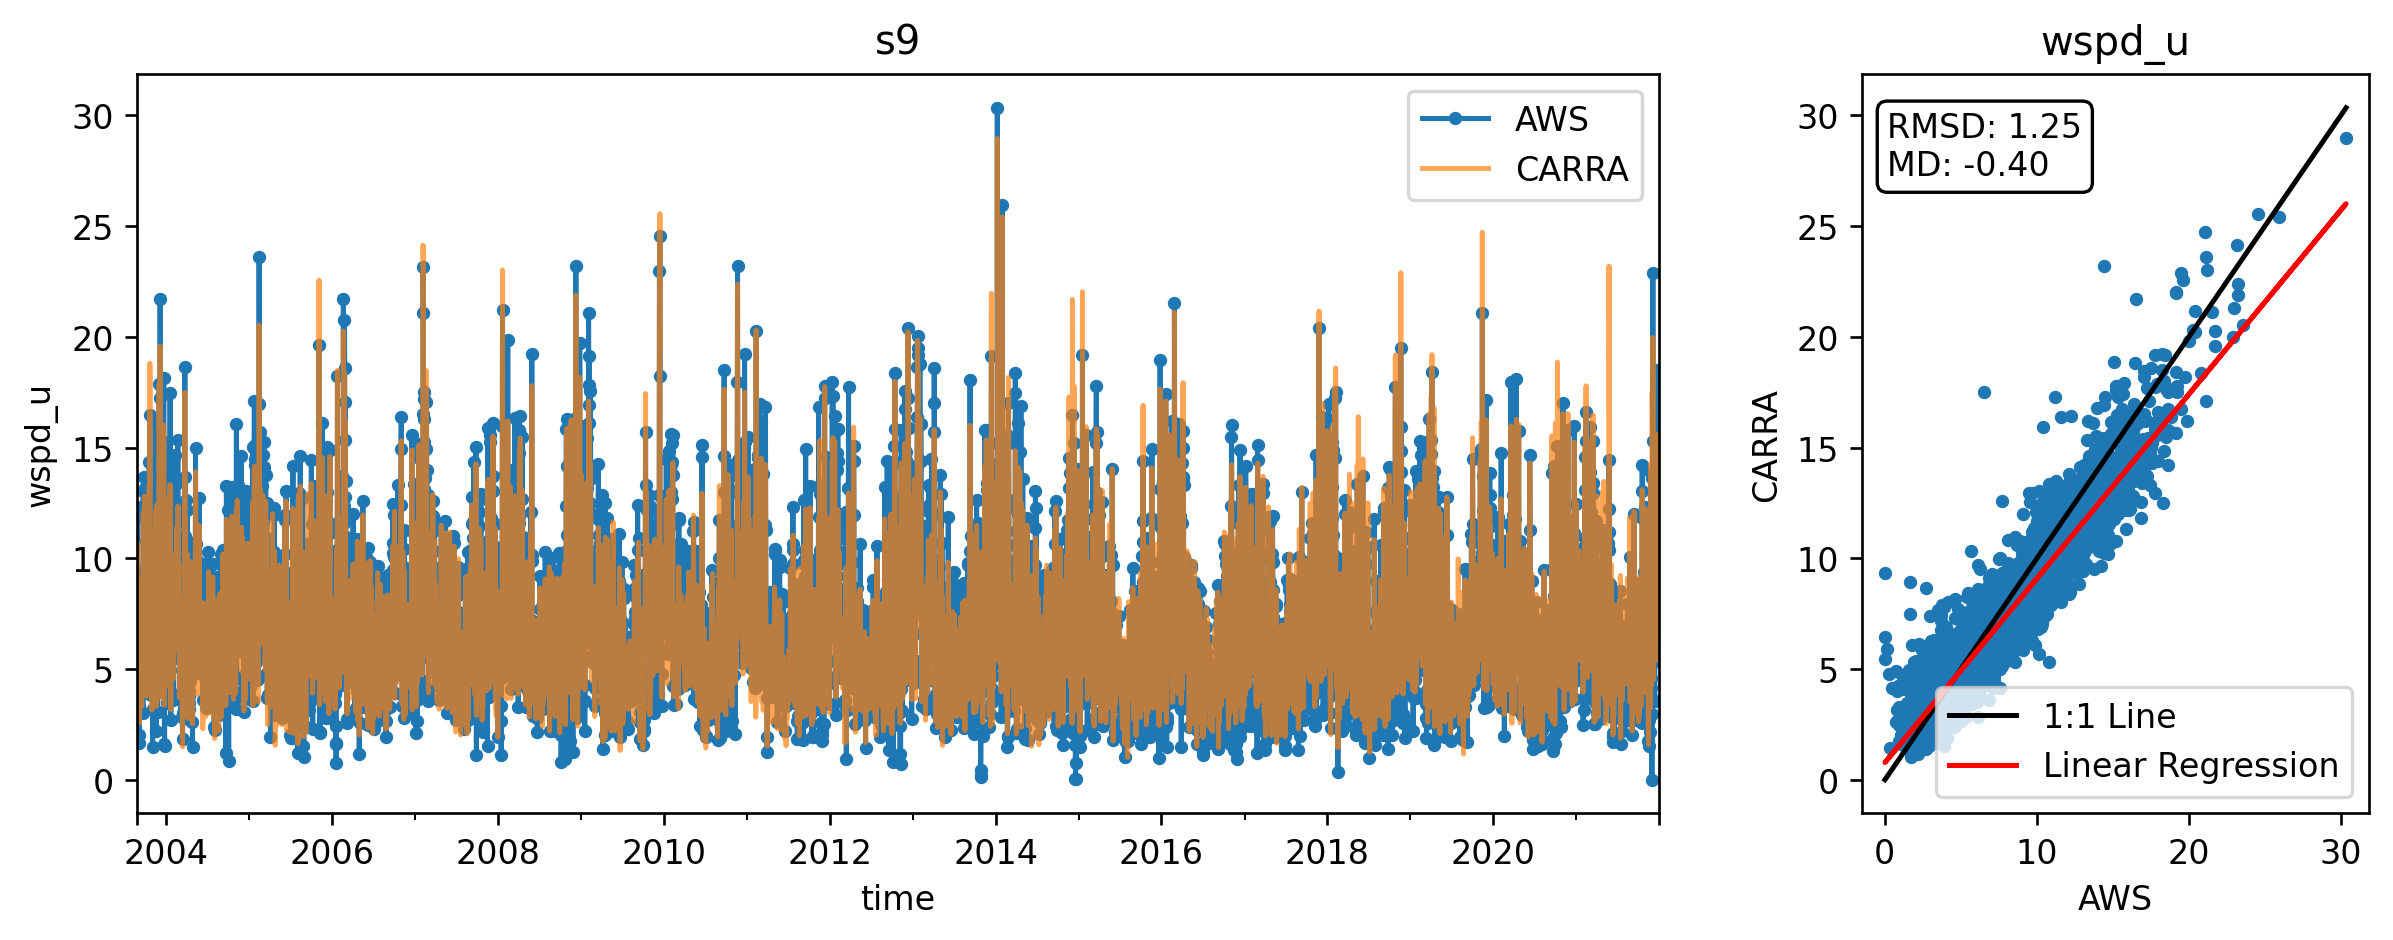 s9
wspd_u
30
25
20
15
10
5
0
2004 2006 2008 2010 2012 2014 2016 2018 2020
time
AWS
CARRA
wspd_u
CARRA
30
25
20
15
10
5
0
0 10 20 30
AWS
RMSD: 1.25
MD: -0.40
1:1 Line
Linear Regression